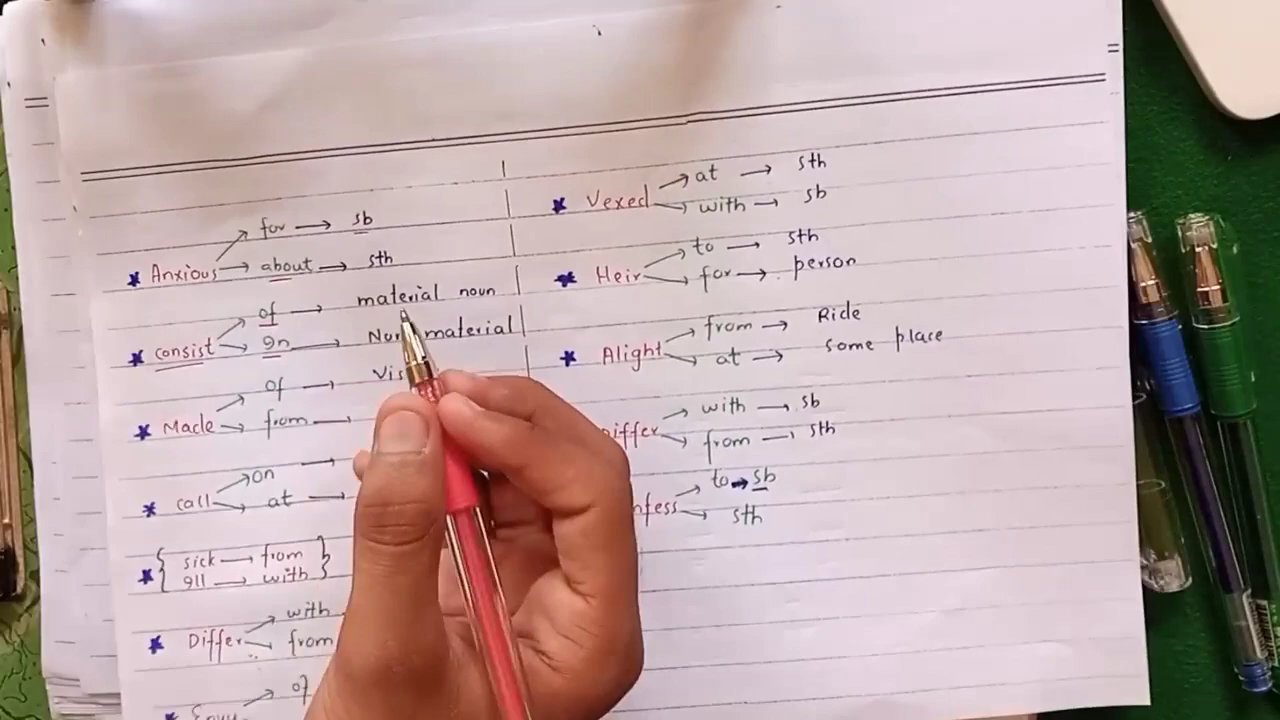 for → sb
★ Anxious → about → sth
of → material noun
★ consist → In → Non material
of →
★ Made → from →
on →
★ call → at →
★ { sick → from
Ill → with }
with
★ Differ → from
of
★ Vexed → at → sth
with → sb
★ Heir → to → sth
for → person
★ Alight → from → Ride
at → some place
with → sb
from → sth
to → sb
sth